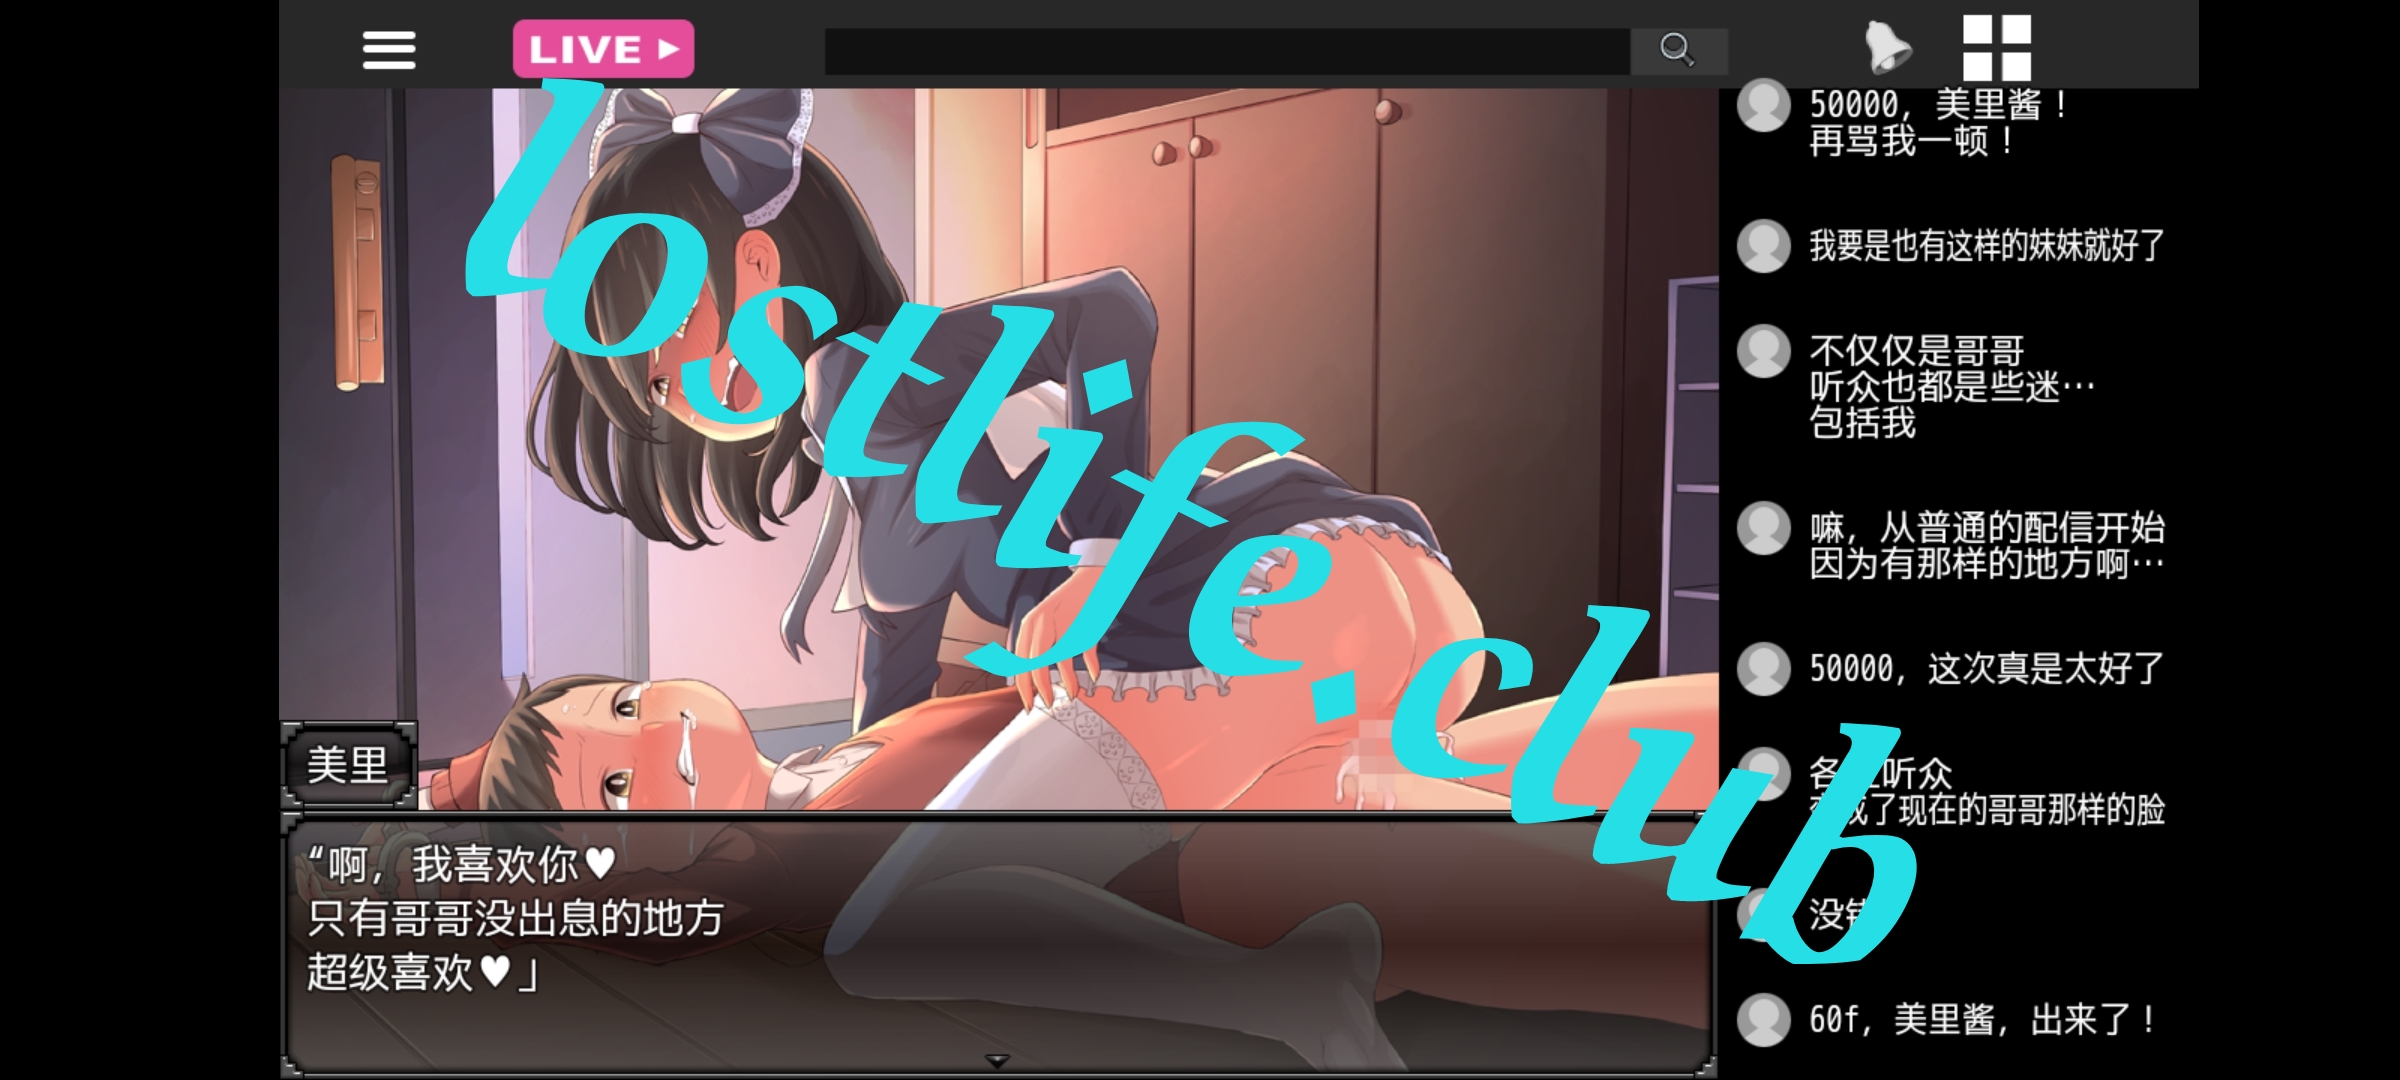 LIVE
50000, 美里酱！
再骂我一顿！
我要是也有这样的妹妹就好了
不仅仅是哥哥
听众也都是些迷…
包括我
嘛, 从普通的配信开始
因为有那样的地方啊…
50000, 这次真是太好了
听众
了现在的哥哥那样的脸
没
60f, 美里酱, 出来了！
美里
“啊, 我喜欢你♥
只有哥哥没出息的地方
超级喜欢♥」
lostlife.club